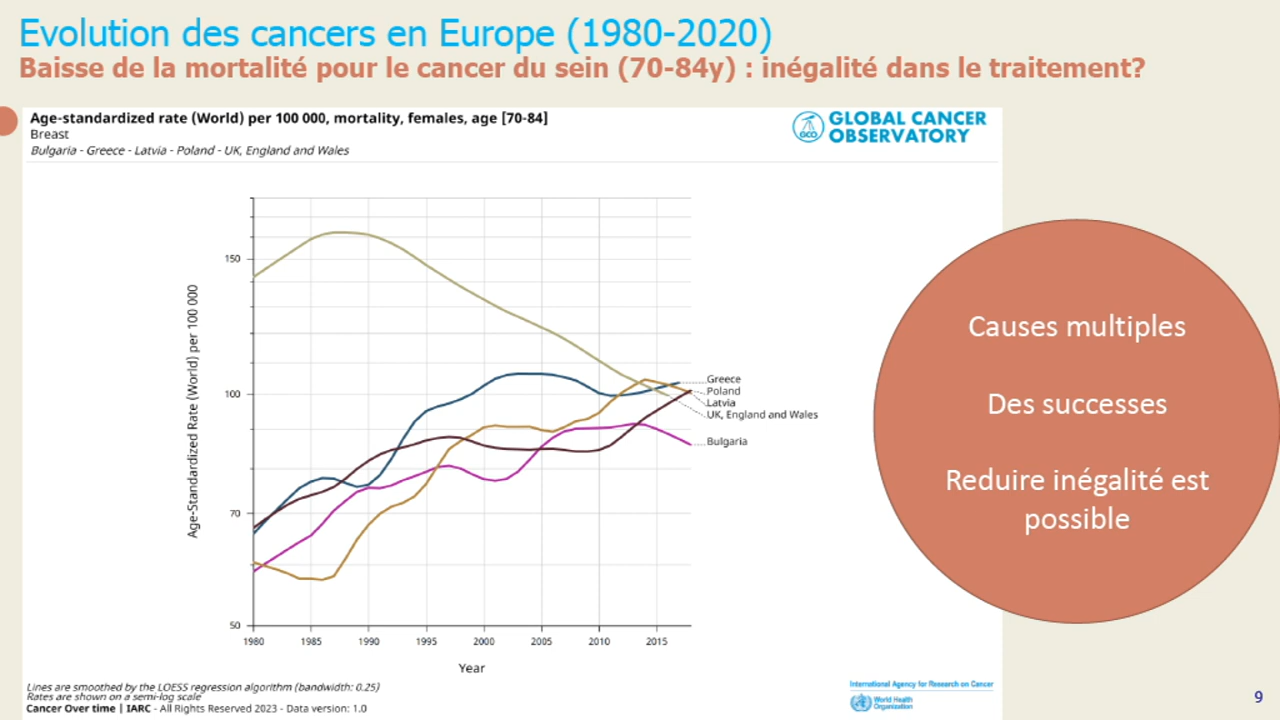 Evolution des cancers en Europe (1980-2020)
Baisse de la mortalité pour le cancer du sein (70-84y) : inégalité dans le traitement?
Age-standardized rate (World) per 100 000, mortality, females, age [70-84]
Breast
Bulgaria - Greece - Latvia - Poland - UK, England and Wales
GCO
GLOBAL CANCER
OBSERVATORY
Age-Standardized Rate (World) per 100 000
150
100
70
50
1980 1985 1990 1995 2000 2005 2010 2015
Year
Greece
Poland
Latvia
UK, England and Wales
Bulgaria
Causes multiples
Des successes
Reduire inégalité est
possible
Lines are smoothed by the LOESS regression algorithm (bandwidth: 0.25)
Rates are shown on a semi-log scale
Cancer Over time | IARC - All Rights Reserved 2023 - Data version: 1.0
International Agency for Research on Cancer
World Health
Organization
9